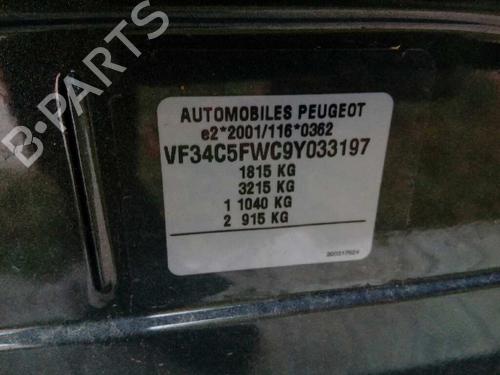 B-PARTS
AUTOMOBILES PEUGEOT
e2*2001/116*0362
VF34C5FWC9Y033197
1815 KG
3215 KG
1 1040 KG
2 915 KG